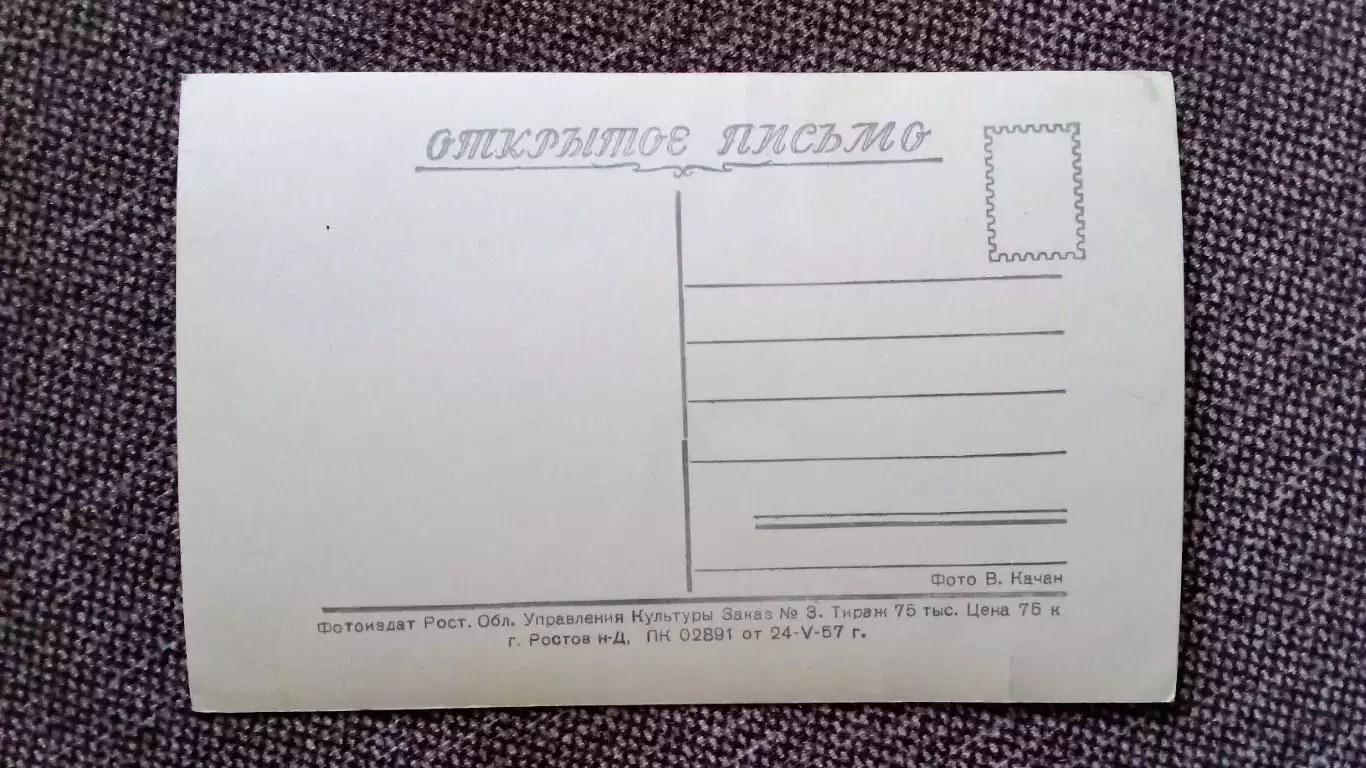 ОТКРЫТОЕ ПИСЬМО
Фото В. Качан
Фотоиздат Рост. Обл. Управления Культуры Заказ № 3. Тираж 75 тыс. Цена 75 к
г. Ростов н-Д. ПК 02891 от 24-V-57 г.